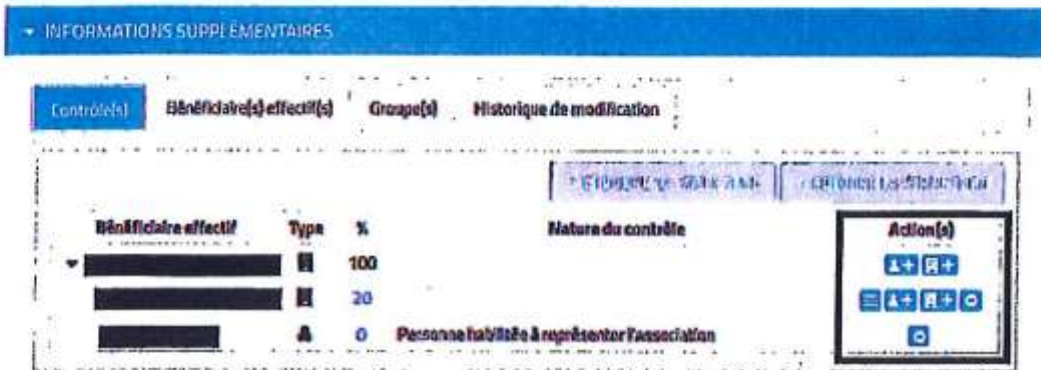 INFORMATIONS SUPPLÉMENTAIRES
Contrôle(s) Bénéficiaire(s) effectif(s) Groupe(s) Historique de modification
Bénéficiaire effectif Type % Nature du contrôle Action(s)
100
20
0 Personne habilitée à représenter l'association